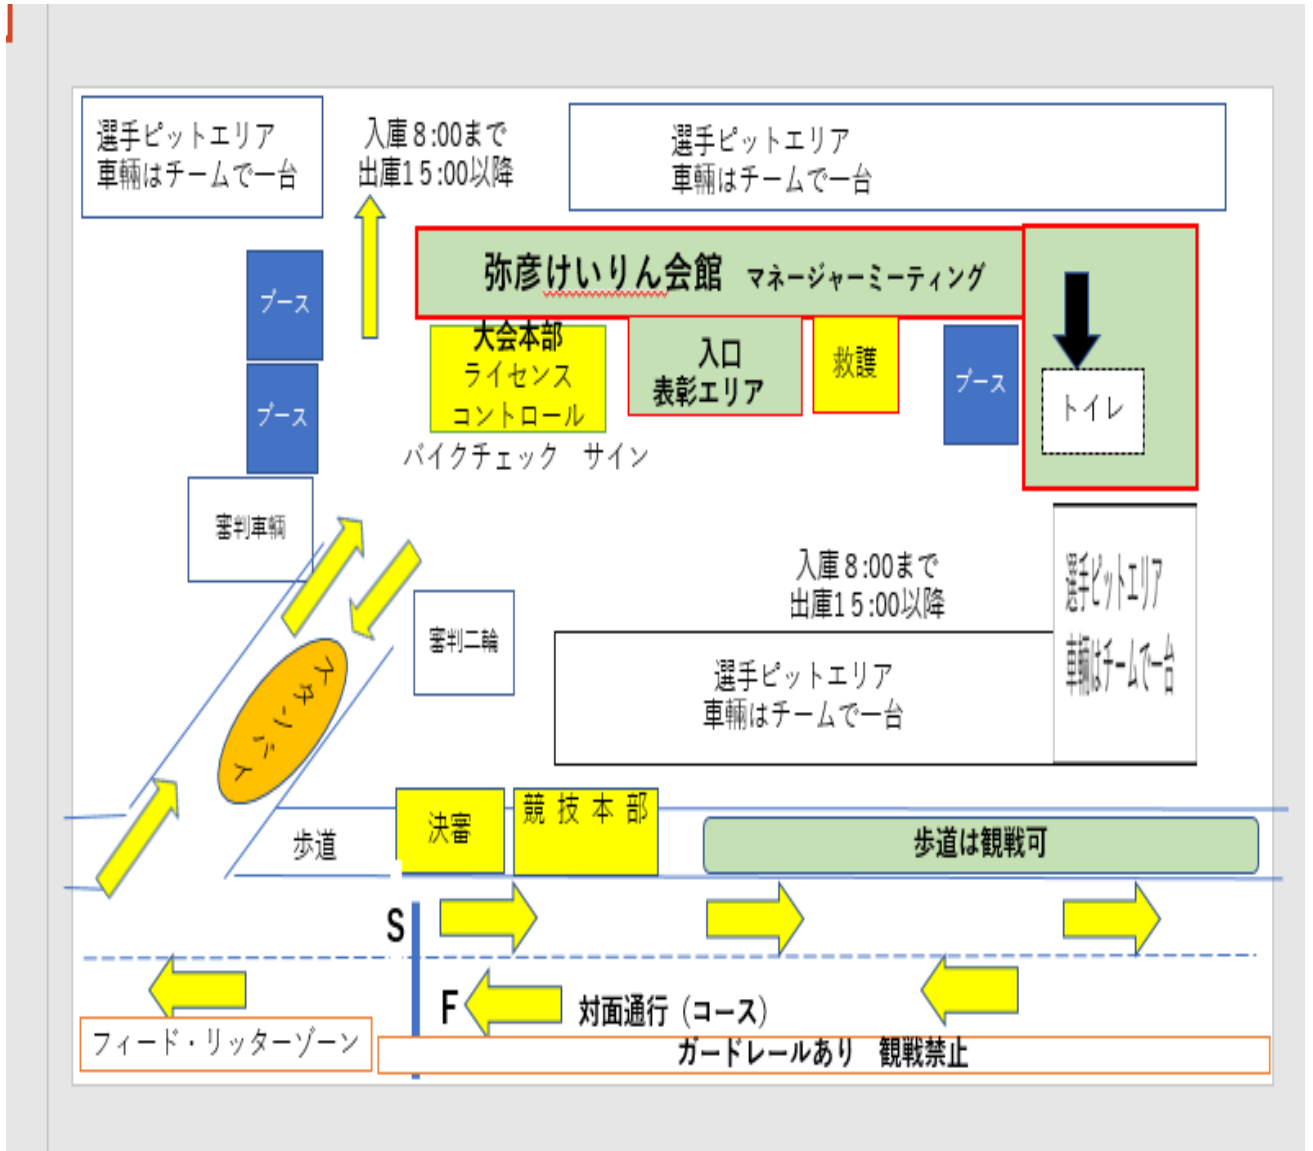 選手ピットエリア
車輛はチームで一台
入庫8:00まで
出庫15:00以降
選手ピットエリア
車輛はチームで一台
弥彦けいりん会館 マネージャーミーティング
ブース
大会本部
ライセンス
コントロール
入口
表彰エリア
救護
ブース
トイレ
ブース
バイクチェック サイン
審判車輌
入庫8:00まで
出庫15:00以降
選手ピットエリア
車輛はチームで一台
審判二輪
選手ピットエリア
車輛はチームで一台
スタンバイ
歩道
決審
競技本部
歩道は観戦可
S
F
対面通行（コース）
フィード・リッターゾーン
ガードレールあり 観戦禁止